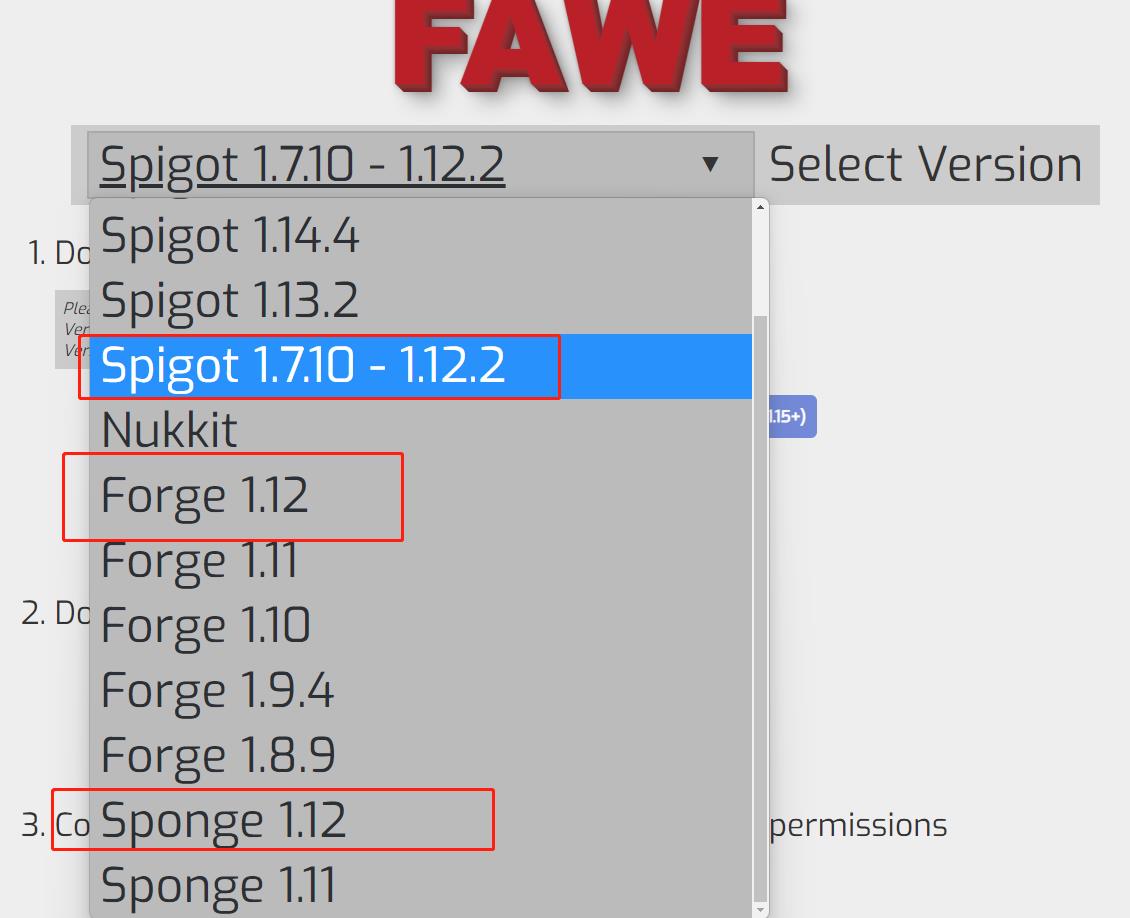 FAWE
Spigot 1.7.10 - 1.12.2 ▼ Select Version
Spigot 1.14.4
1. Do
Spigot 1.13.2
Plea
Ver
Ver
Spigot 1.7.10 - 1.12.2
1.15+)
Nukkit
Forge 1.12
Forge 1.11
2. Do
Forge 1.10
Forge 1.9.4
Forge 1.8.9
3. Co
Sponge 1.12
permissions
Sponge 1.11